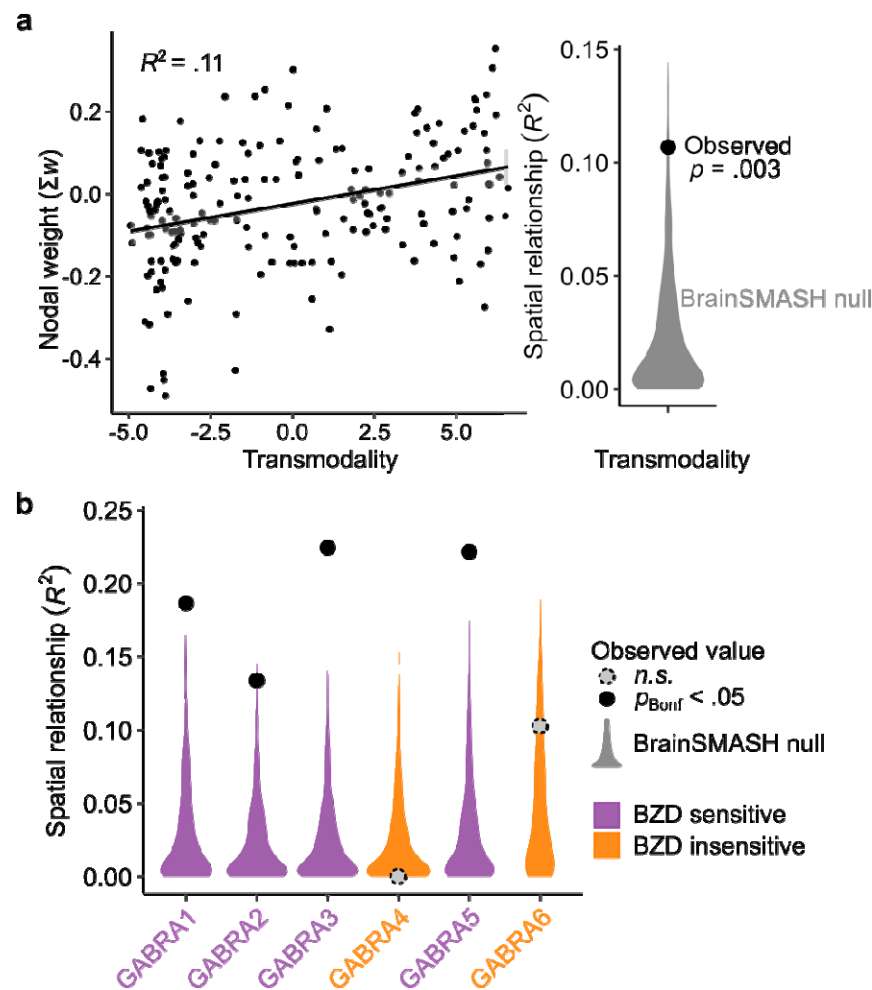 a
R² = .11
Nodal weight (Σw)
0.2
0.0
-0.2
-0.4
-5.0
-2.5
0.0
2.5
5.0
Transmodality
Spatial relationship (R²)
0.15
0.10
0.05
0.00
Observed
p = .003
BrainSMASH null
Transmodality
b
Spatial relationship (R²)
0.25
0.20
0.15
0.10
0.05
0.00
GABRA1
GABRA2
GABRA3
GABRA4
GABRA5
GABRA6
Observed value
n.s.
pBonf < .05
BrainSMASH null
BZD sensitive
BZD insensitive